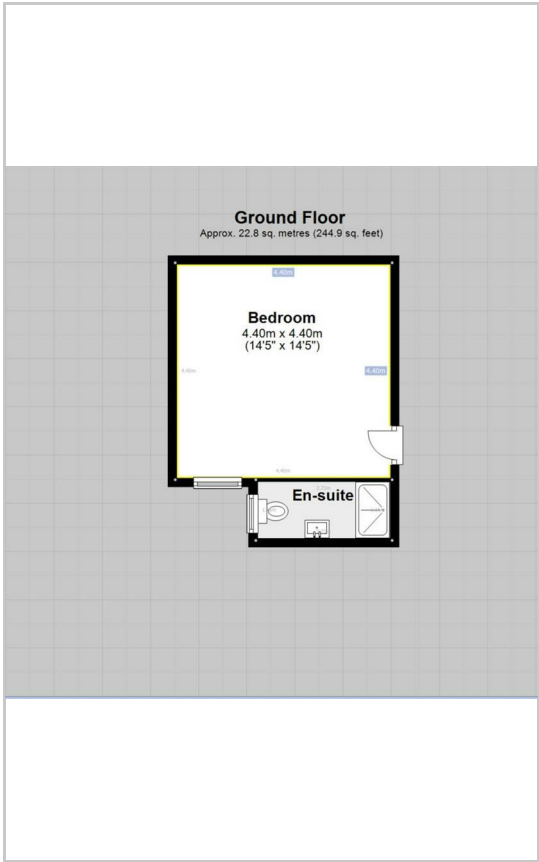 Ground Floor
Approx. 22.8 sq. metres (244.9 sq. feet)
4.40m
Bedroom
4.40m x 4.40m
(14'5" x 14'5")
4.40m
4.40m
4.40m
En-suite